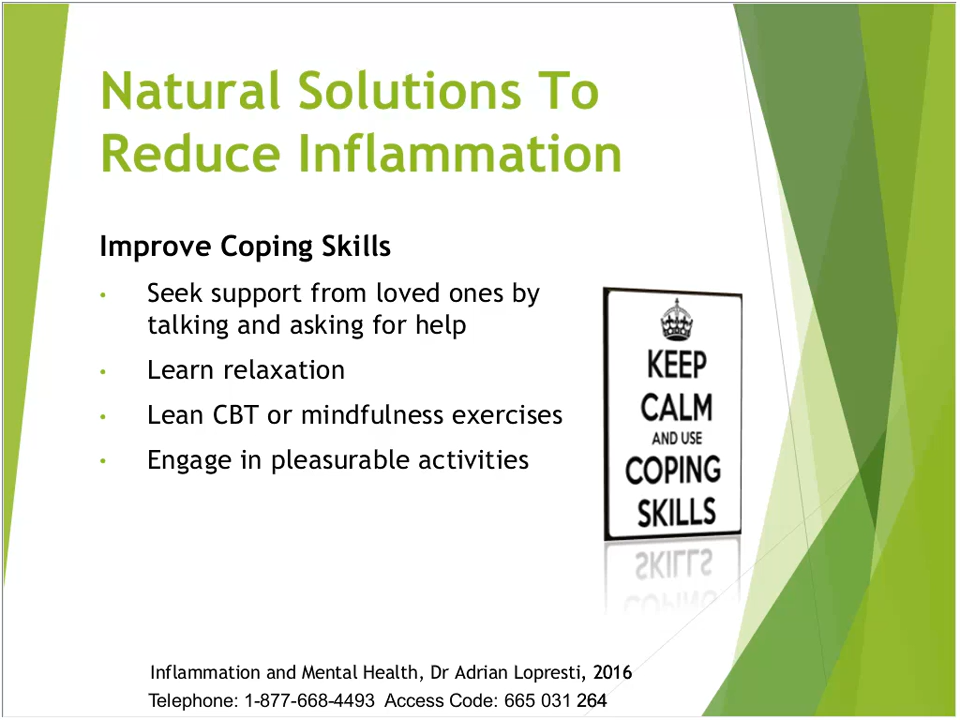 Natural Solutions To
Reduce Inflammation
Improve Coping Skills
• Seek support from loved ones by
talking and asking for help
• Learn relaxation
• Lean CBT or mindfulness exercises
• Engage in pleasurable activities
KEEP
CALM
AND USE
COPING
SKILLS
SKILLS
COPING
Inflammation and Mental Health, Dr Adrian Lopresti, 2016
Telephone: 1-877-668-4493 Access Code: 665 031 264